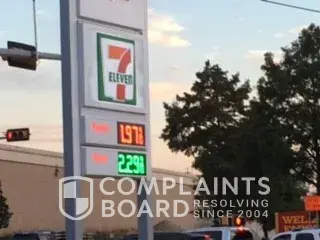 7
ELEVEN
1.97
2.29
COMPLAINTS
BOARD
RESOLVING
SINCE 2004